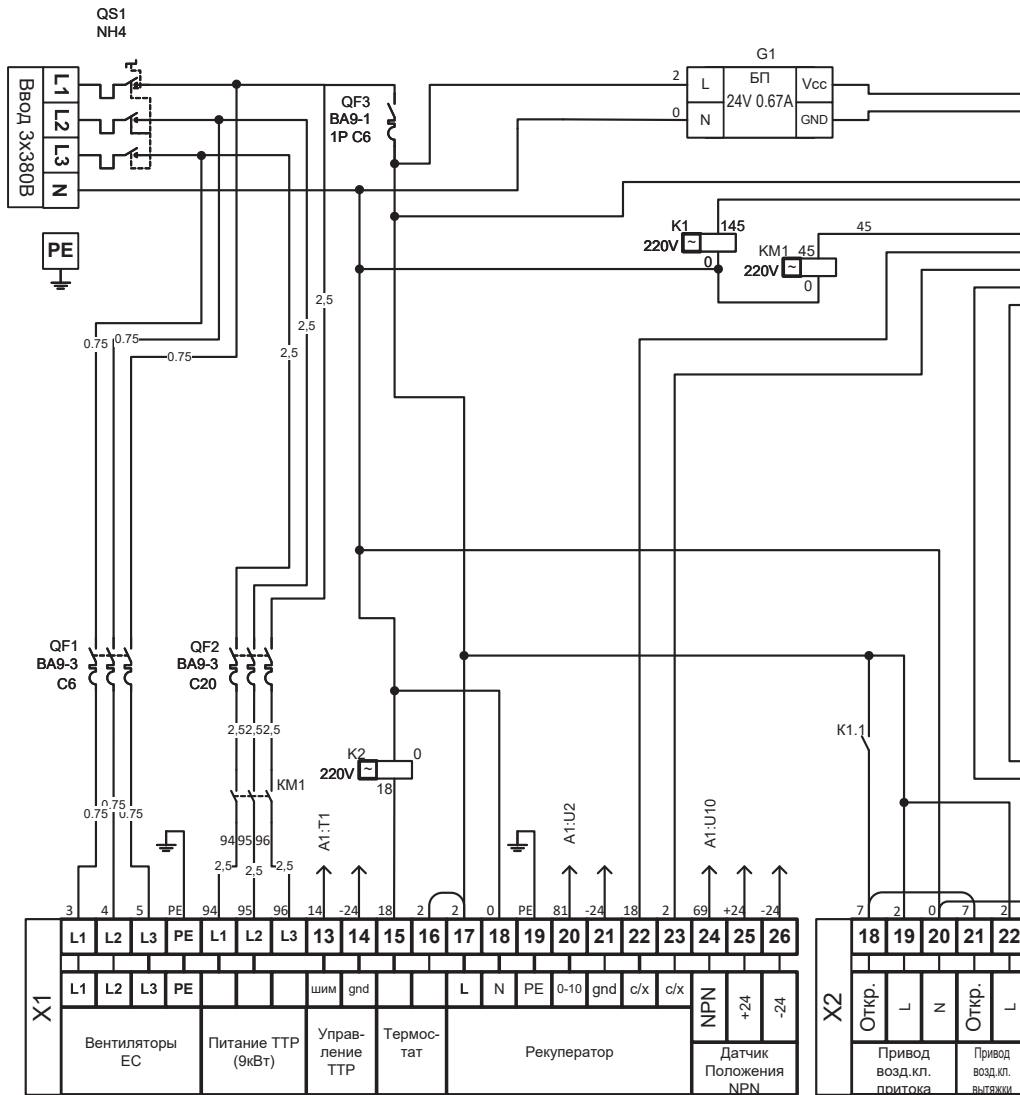 QS1
NH4
Ввод 3х380В
L1
L2
L3
N
PE
QF3
ВА9-1
1P C6
G1
2
L
БП
Vcc
24V 0.67A
0
N
GND
K1
145
220V
~
0
KM1
45
45
220V
~
0
2,5
2,5
2,5
0.75
0.75
0.75
QF1
ВА9-3
C6
QF2
ВА9-3
C20
2,5
2,5
2,5
KM1
K2
0
220V
~
18
K1.1
0.75
0.75
0.75
94
95
96
2,5
2,5
2,5
A1:T1
A1:U2
A1:U10
3 4 5 PE 94 95 96 14 -24 18 2 2 0 PE 81 -24 18 2 69 +24 -24
L1 L2 L3 PE L1 L2 L3 13 14 15 16 17 18 19 20 21 22 23 24 25 26
X1
L1 L2 L3 PE шим gnd L N PE 0-10 gnd с/х с/х NPN +24 -24
Вентиляторы
ЕС
Питание ТТР
(9кВт)
Управ-
ление
ТТР
Термос-
тат
Рекуператор
Датчик
Положения
NPN
7 2 0 7 2
18 19 20 21 22
X2
Откр. L N Откр. L
Привод
возд.кл.
притока
Привод
возд.кл.
вытяжки